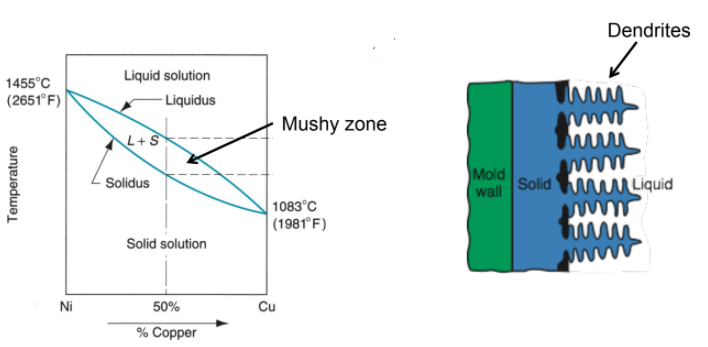 Dendrites
1455°C
(2651°F)
Liquid solution
Liquidus
Mushy zone
L + S
Solidus
Temperature
1083°C
(1981°F)
Solid solution
Ni
50%
Cu
% Copper
Mold
wall
Solid
Liquid